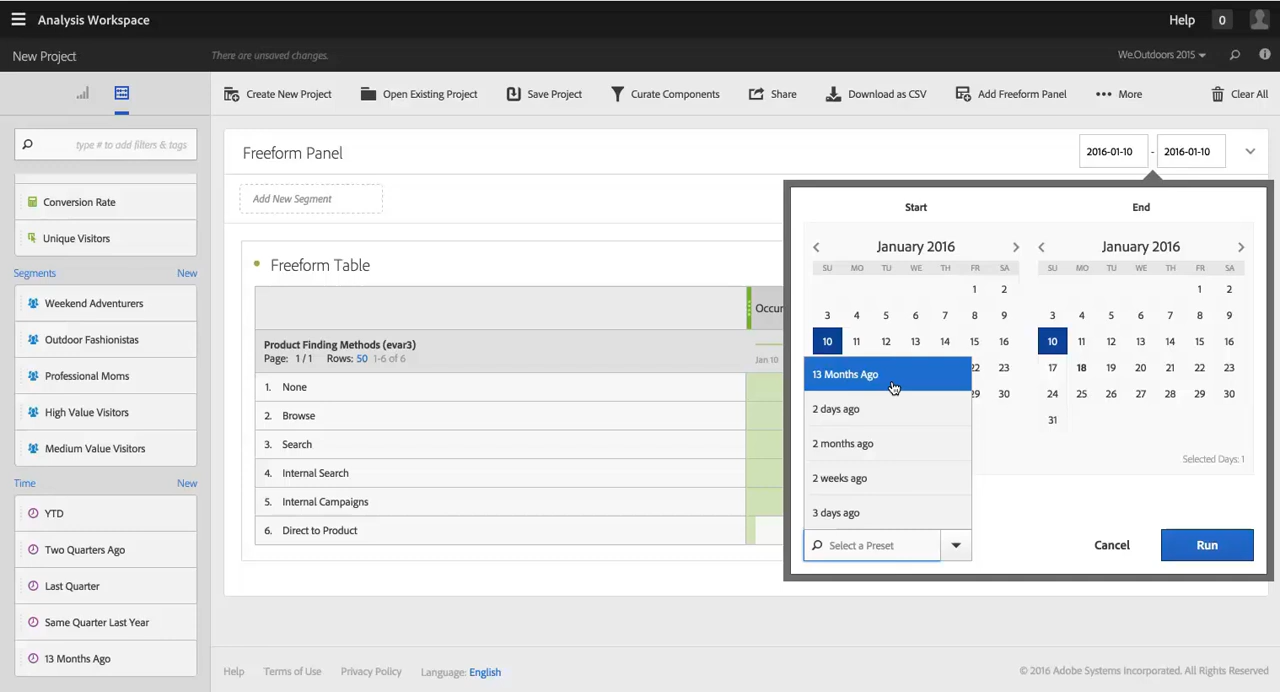 Analysis Workspace
Help 0
New Project
There are unsaved changes.
We.Outdoors 2015
Create New Project
Open Existing Project
Save Project
Curate Components
Share
Download as CSV
Add Freeform Panel
More
Clear All
type # to add filters & tags
Conversion Rate
Unique Visitors
Segments New
Weekend Adventurers
Outdoor Fashionistas
Professional Moms
High Value Visitors
Medium Value Visitors
Time New
YTD
Two Quarters Ago
Last Quarter
Same Quarter Last Year
13 Months Ago
Freeform Panel
2016-01-10 - 2016-01-10
Add New Segment
Freeform Table
Occur
Product Finding Methods (evar3)
Page: 1 / 1 Rows: 50 1-6 of 6
Jan 10
1. None
2. Browse
3. Search
4. Internal Search
5. Internal Campaigns
6. Direct to Product
Start
January 2016
SU MO TU WE TH FR SA
1 2
3 4 5 6 7 8 9
10 11 12 13 14 15 16
22 23
29 30
End
January 2016
SU MO TU WE TH FR SA
1 2
3 4 5 6 7 8 9
10 11 12 13 14 15 16
17 18 19 20 21 22 23
24 25 26 27 28 29 30
31
Selected Days: 1
13 Months Ago
2 days ago
2 months ago
2 weeks ago
3 days ago
Select a Preset
Cancel
Run
Help
Terms of Use
Privacy Policy
Language: English
© 2016 Adobe Systems Incorporated. All Rights Reserved